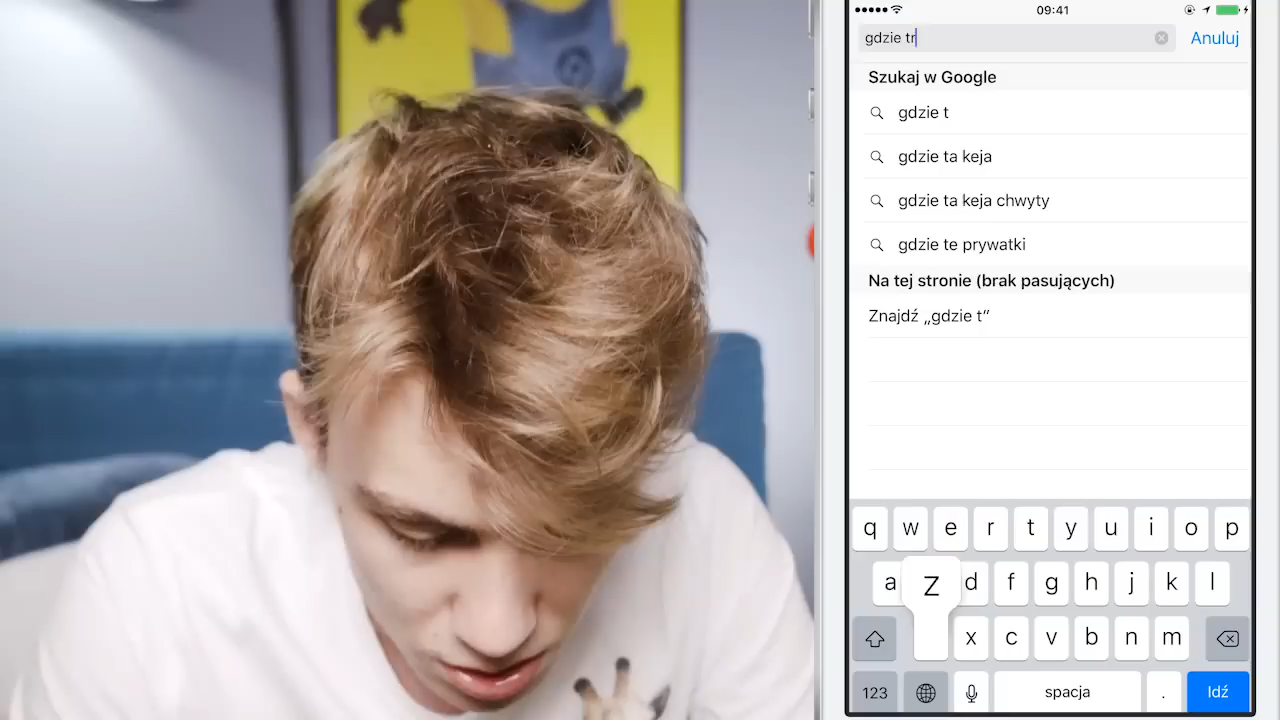 09:41
gdzie tr
Anuluj
Szukaj w Google
gdzie t
gdzie ta keja
gdzie ta keja chwyty
gdzie te prywatki
Na tej stronie (brak pasujących)
Znajdź „gdzie t”
q w e r t y u i o p
a d f g h j k l
z x c v b n m
123 spacja . Idź